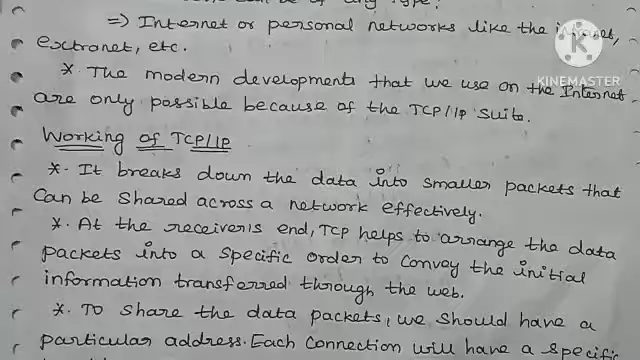 any type.
⇒ Internet or personal networks like the
extranet, etc.
* The modern developments that we use on the Internet
are only possible because of the TCP/IP suite.
Working of TCP/IP
* It breaks down the data into smaller packets that
Can be shared across a network effectively.
* At the receiver's end, TCP helps to arrange the data
packets into a specific order to convey the initial
information transferred through the web.
* To share the data packets, we should have a
particular address. Each connection will have a specific
KINEMASTER